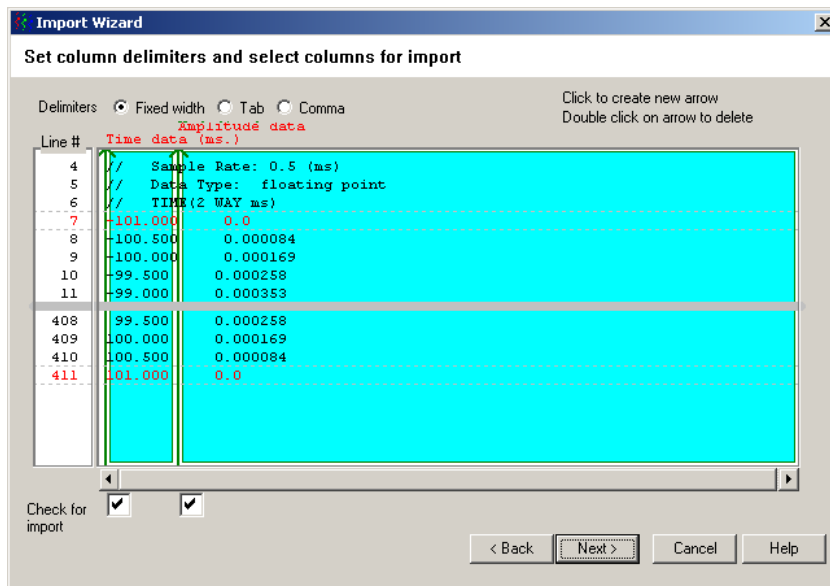 Import Wizard
Set column delimiters and select columns for import
Delimiters Fixed width Tab Comma
Click to create new arrow
Double click on arrow to delete
Amplitude data
Line # Time data (ms.)
4 // Sample Rate: 0.5 (ms)
5 // Data Type: floating point
6 // TIME(2 WAY ms)
7 -101.000 0.0
8 -100.500 0.000084
9 -100.000 0.000169
10 -99.500 0.000258
11 -99.000 0.000353
408 99.500 0.000258
409 100.000 0.000169
410 100.500 0.000084
411 101.000 0.0
Check for
import
< Back Next > Cancel Help